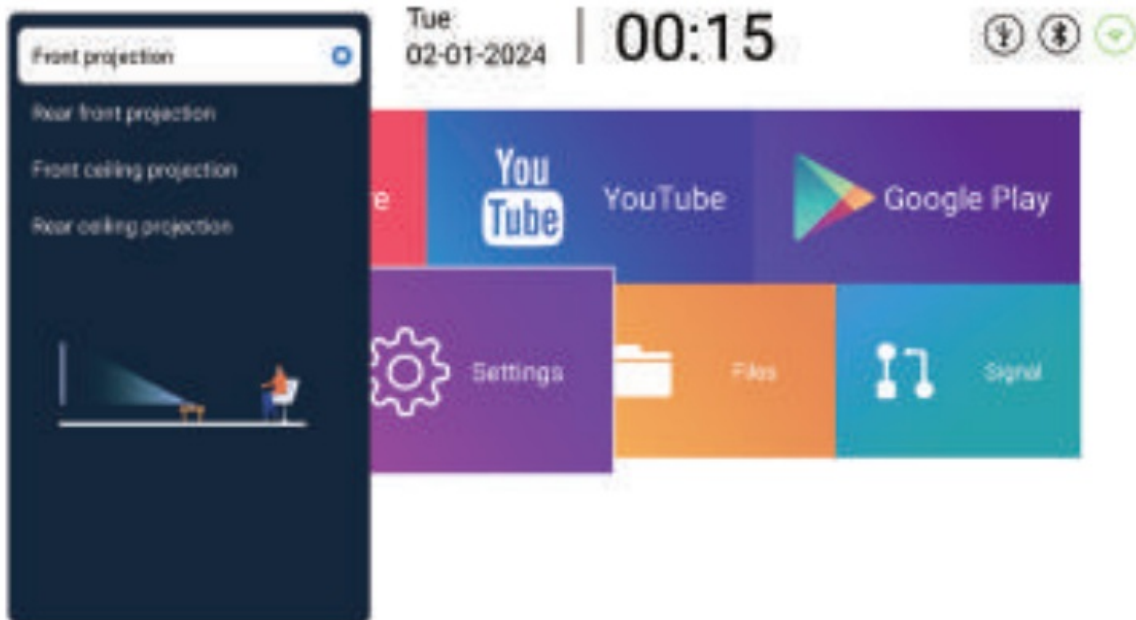 Front projection
Rear front projection
Front ceiling projection
Rear ceiling projection
Tue
02-01-2024
00:15
e
You
Tube
YouTube
Google Play
Settings
Files
Signal